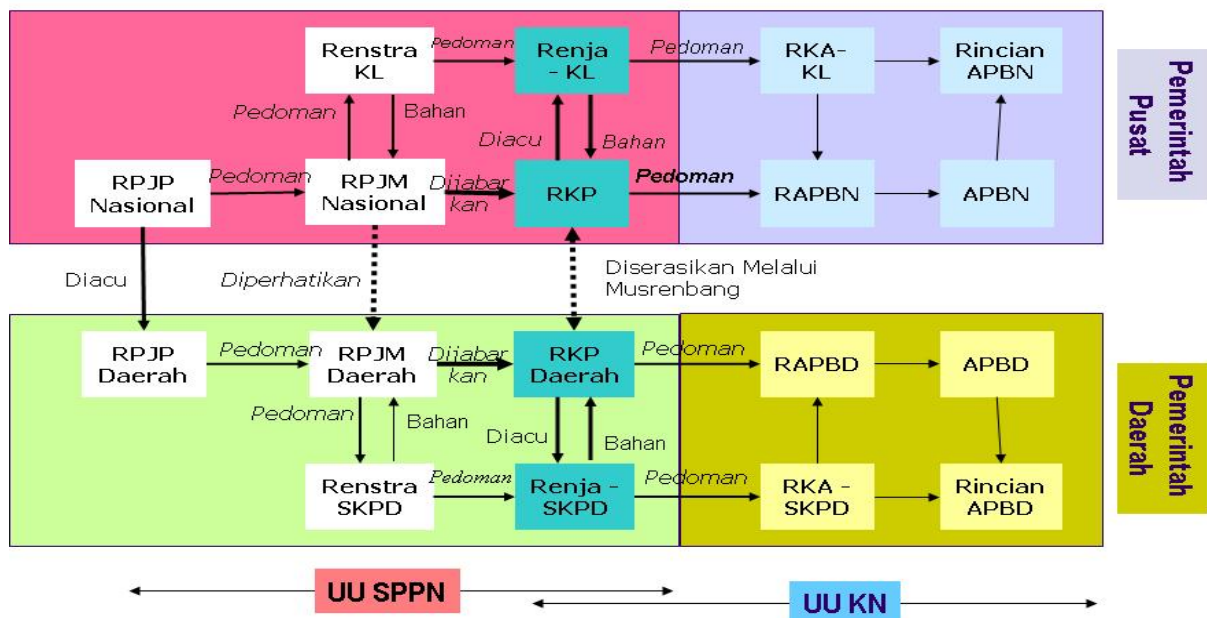 Renstra
KL
Pedoman
Renja
- KL
Pedoman
RKA-
KL
Rincian
APBN
Pedoman
Bahan
Diacu
Bahan
RPJP
Nasional
Pedoman
RPJM
Nasional
Dijabar
kan
RKP
Pedoman
RAPBN
APBN
Pemerintah
Pusat
Diacu
Diperhatikan
Diserasikan Melalui
Musrenbang
RPJP
Daerah
Pedoman
RPJM
Daerah
Dijabar
kan
RKP
Daerah
Pedoman
RAPBD
APBD
Pedoman
Bahan
Diacu
Bahan
Renstra
SKPD
Pedoman
Renja -
SKPD
Pedoman
RKA -
SKPD
Rincian
APBD
Pemerintah
Daerah
UU SPPN
UU KN